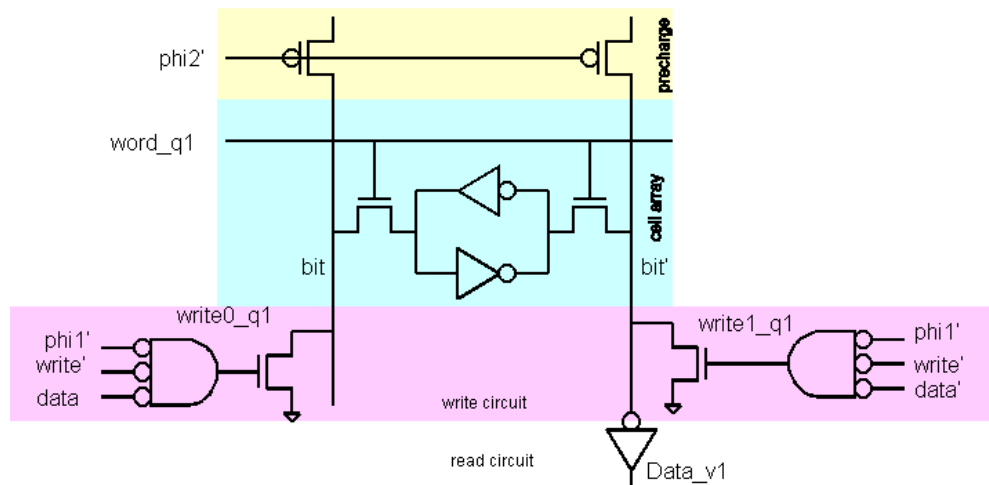 phi2'
precharge
word_q1
cell array
bit
bit'
write0_q1
write1_q1
phi1'
phi1'
write'
write'
data
data'
write circuit
read circuit
Data_v1